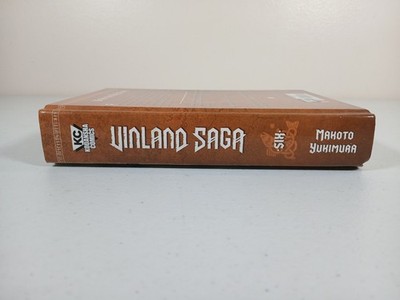 KC/
KODANSHA
COMICS
VINLAND SAGA
SIX
MAKOTO
YUKIMURA